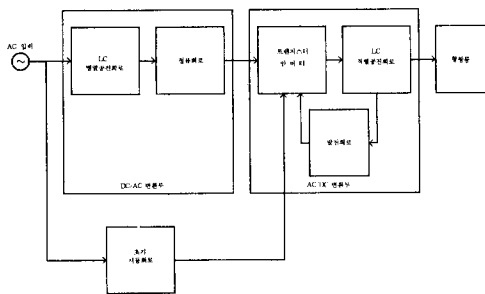 AC 입력
LC
병렬공진회로
정류회로
트랜지스터
인버터
LC
직렬공진회로
형광등
발진회로
DC-AC 변환부
AC-DC 변환부
초기
시동회로